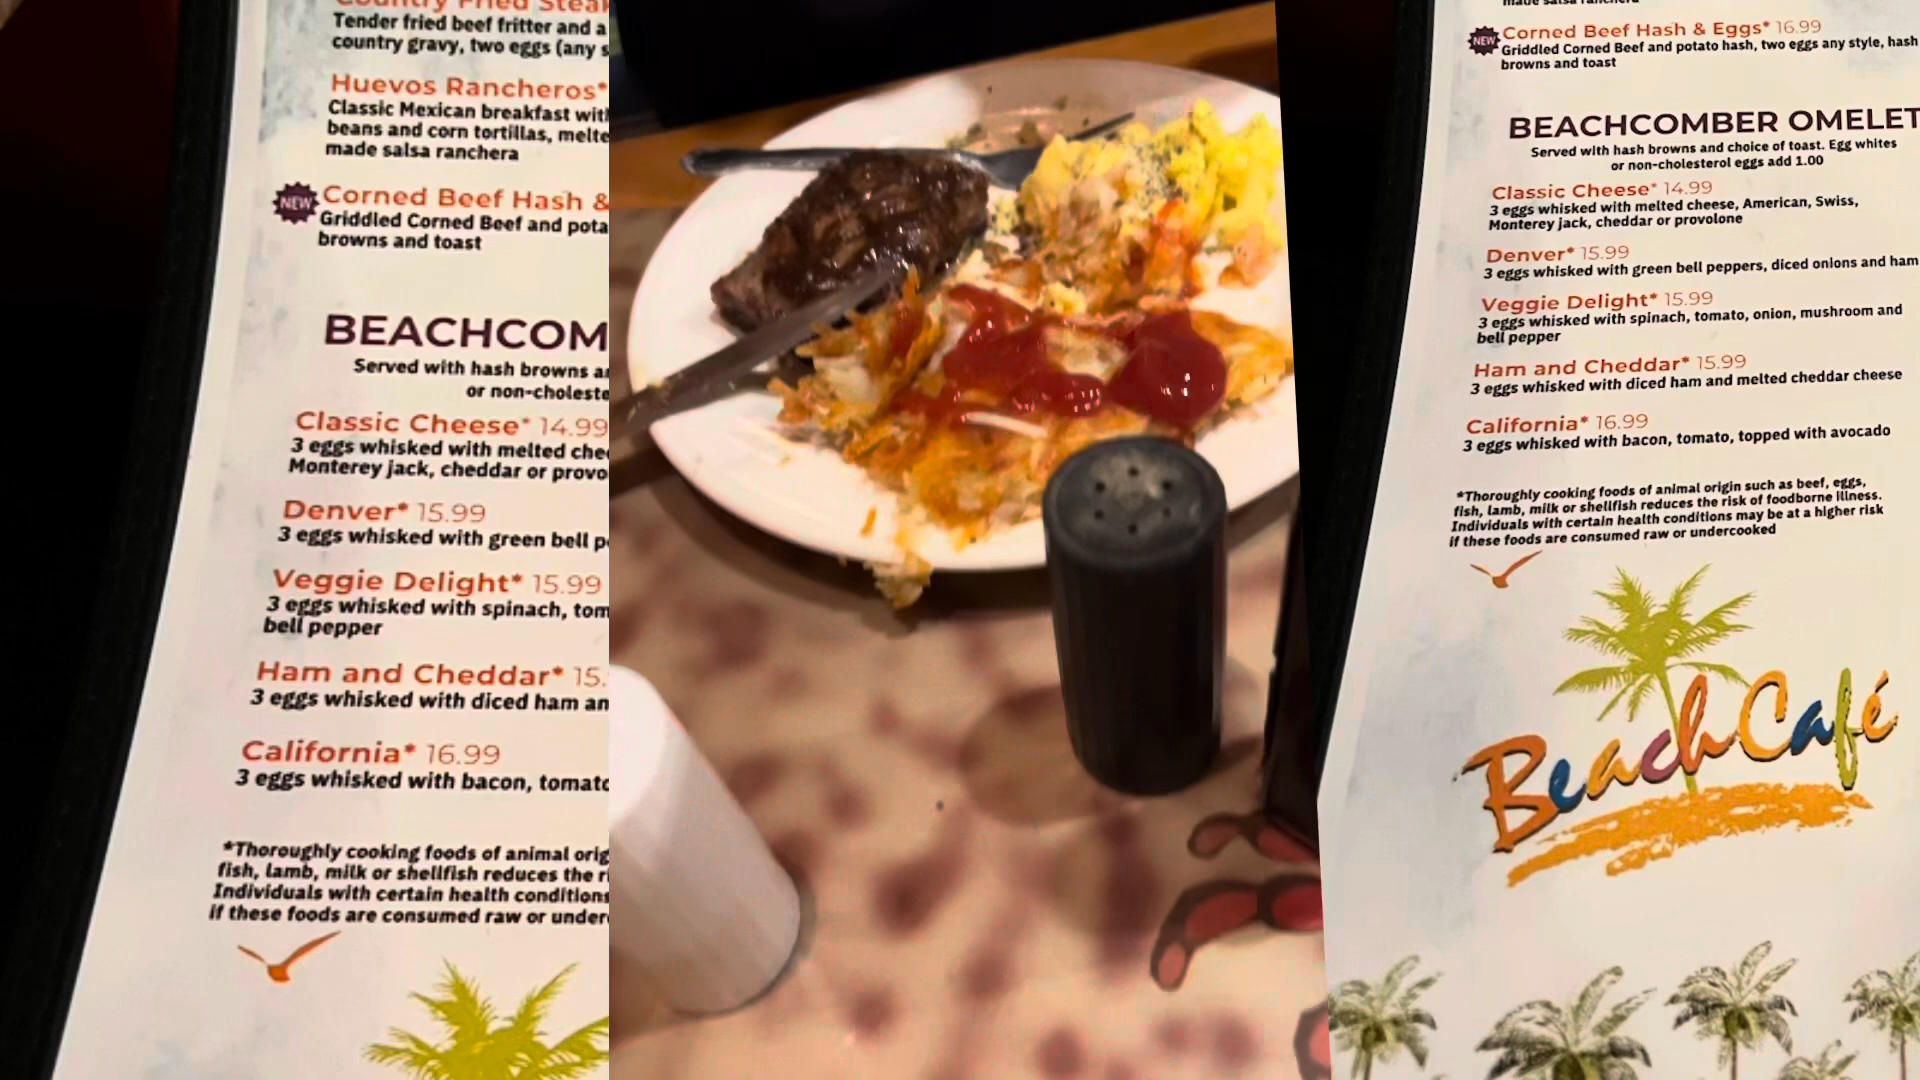 Country Fried Steak
Tender fried beef fritter and a
country gravy, two eggs (any s
Huevos Rancheros*
Classic Mexican breakfast with
beans and corn tortillas, melte
made salsa ranchera
NEW Corned Beef Hash &
Griddled Corned Beef and pota
browns and toast
BEACHCOM
Served with hash browns a
or non-choleste
Classic Cheese* 14.99
3 eggs whisked with melted che
Monterey jack, cheddar or provo
Denver* 15.99
3 eggs whisked with green bell p
Veggie Delight* 15.99
3 eggs whisked with spinach, tom
bell pepper
Ham and Cheddar* 15.
3 eggs whisked with diced ham an
California* 16.99
3 eggs whisked with bacon, tomato
*Thoroughly cooking foods of animal orig
fish, lamb, milk or shellfish reduces the r
Individuals with certain health conditions
if these foods are consumed raw or under
made salsa ranchera
NEW Corned Beef Hash & Eggs* 16.99
Griddled Corned Beef and potato hash, two eggs any style, hash
browns and toast
BEACHCOMBER OMELET
Served with hash browns and choice of toast. Egg whites
or non-cholesterol eggs add 1.00
Classic Cheese* 14.99
3 eggs whisked with melted cheese, American, Swiss,
Monterey jack, cheddar or provolone
Denver* 15.99
3 eggs whisked with green bell peppers, diced onions and ham
Veggie Delight* 15.99
3 eggs whisked with spinach, tomato, onion, mushroom and
bell pepper
Ham and Cheddar* 15.99
3 eggs whisked with diced ham and melted cheddar cheese
California* 16.99
3 eggs whisked with bacon, tomato, topped with avocado
*Thoroughly cooking foods of animal origin such as beef, eggs,
fish, lamb, milk or shellfish reduces the risk of foodborne illness.
Individuals with certain health conditions may be at a higher risk
if these foods are consumed raw or undercooked
Beach Café